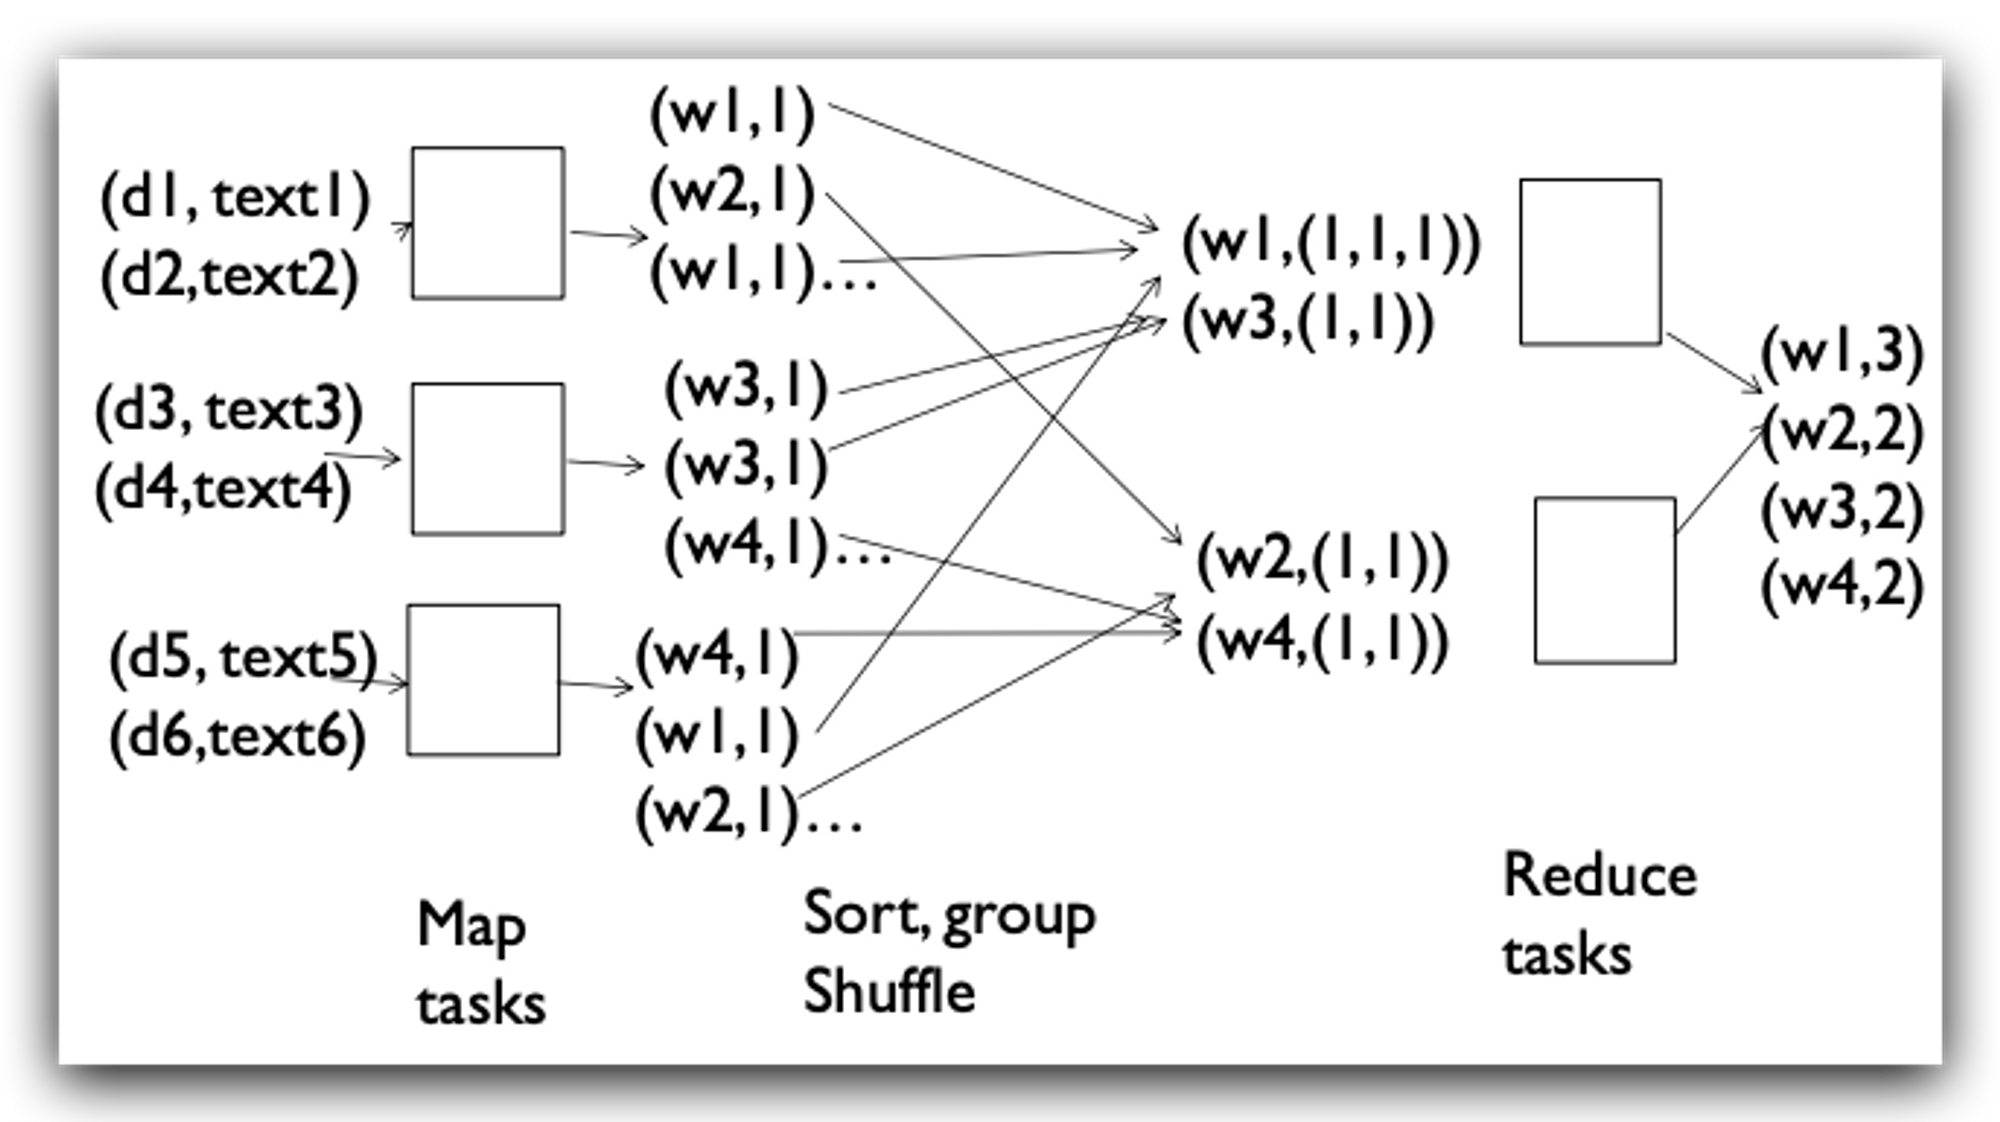 (d1, text1)
(d2,text2)
(d3, text3)
(d4,text4)
(d5, text5)
(d6,text6)
(w1,1)
(w2,1)
(w1,1)...
(w3,1)
(w3,1)
(w4,1)...
(w4,1)
(w1,1)
(w2,1)...
(w1,(1,1,1))
(w3,(1,1))
(w2,(1,1))
(w4,(1,1))
(w1,3)
(w2,2)
(w3,2)
(w4,2)
Map
tasks
Sort, group
Shuffle
Reduce
tasks